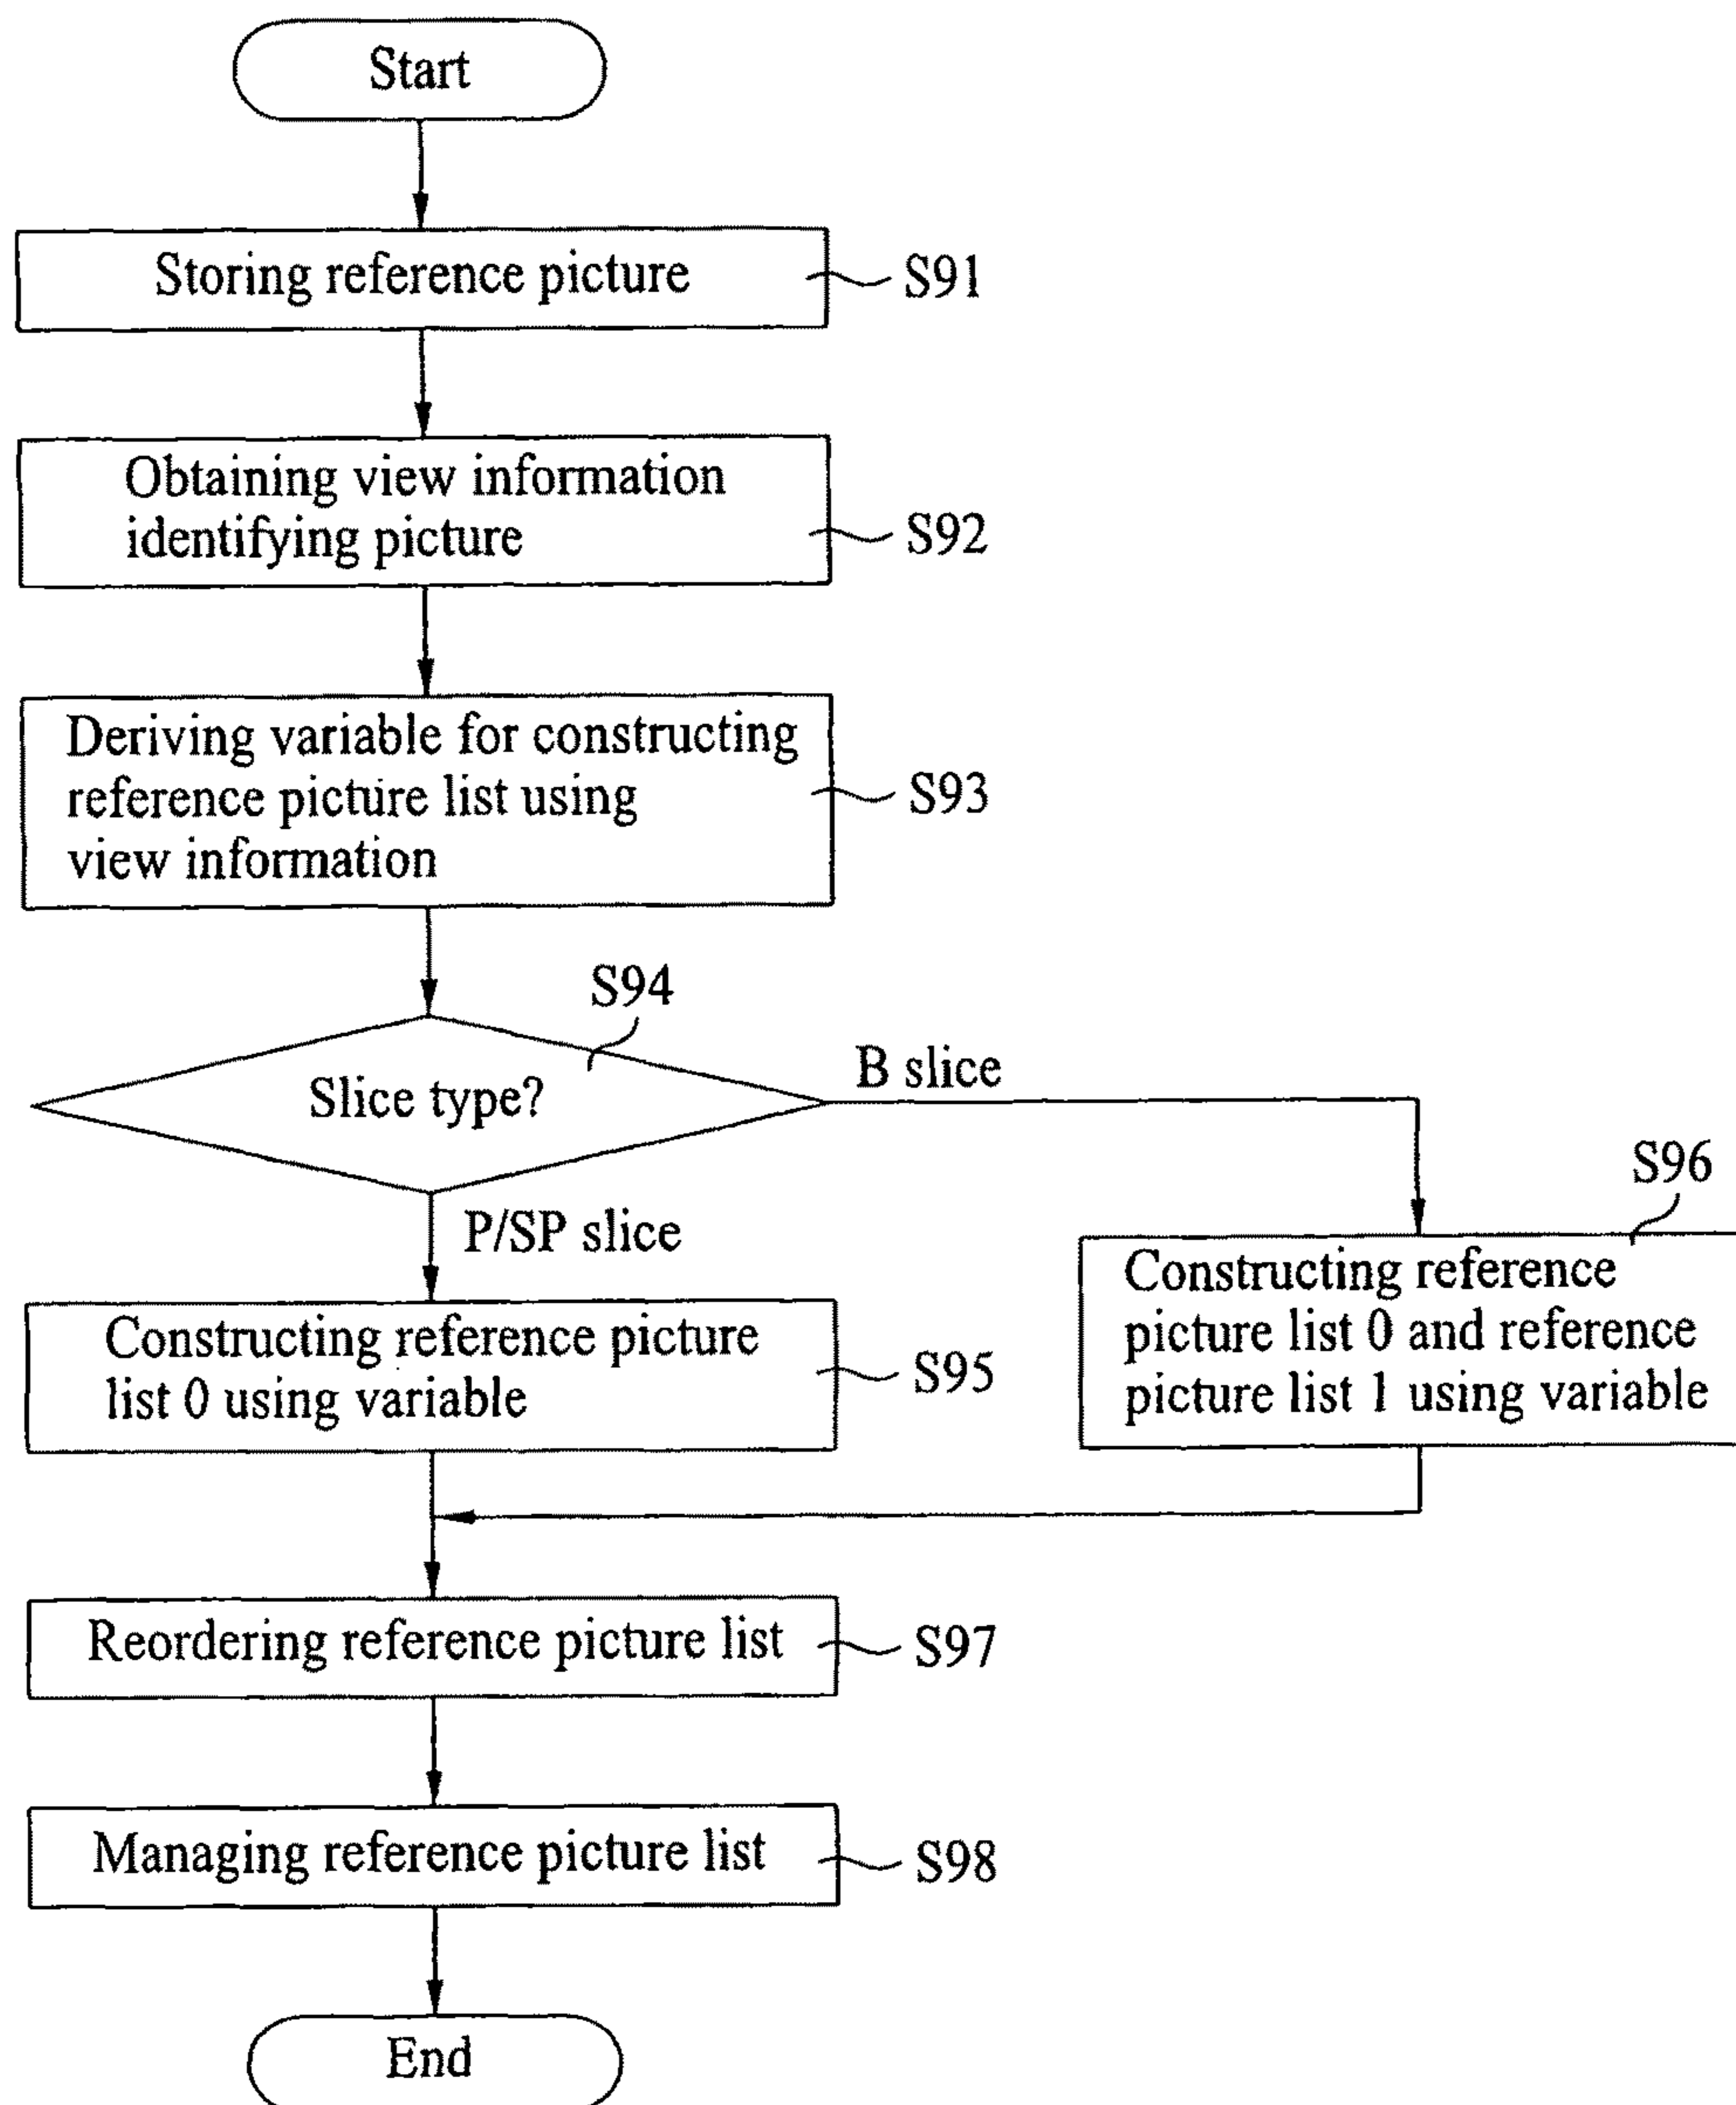 Start
Storing reference picture
S91
Obtaining view information
identifying picture
S92
Deriving variable for constructing
reference picture list using
view information
S93
S94
Slice type?
B slice
P/SP slice
S96
Constructing reference
picture list 0 and reference
picture list 1 using variable
Constructing reference picture
list 0 using variable
S95
Reordering reference picture list
S97
Managing reference picture list
S98
End